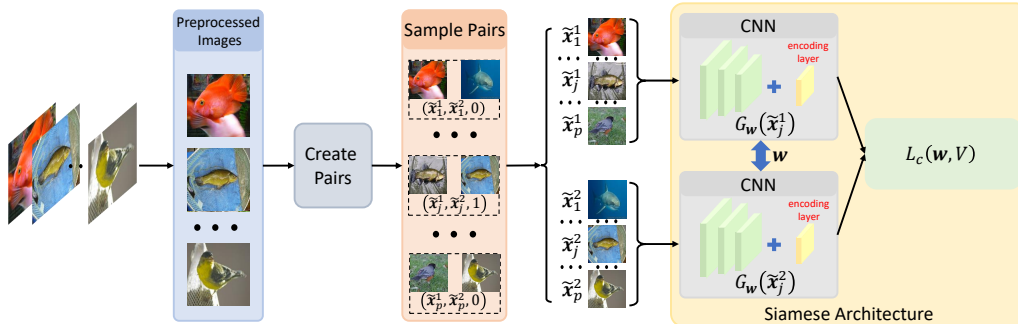 Preprocessed
Images
• • •
Create
Pairs
Sample Pairs
(x̃₁¹, x̃₁², 0)
• • •
(x̃ⱼ¹, x̃ⱼ², 1)
• • •
(x̃ₚ¹, x̃ₚ², 0)
x̃₁¹
x̃ⱼ¹
x̃ₚ¹
x̃₁²
x̃ⱼ²
x̃ₚ²
CNN
encoding
layer
G_w(x̃ⱼ¹)
w
CNN
encoding
layer
G_w(x̃ⱼ²)
L_c(w, V)
Siamese Architecture